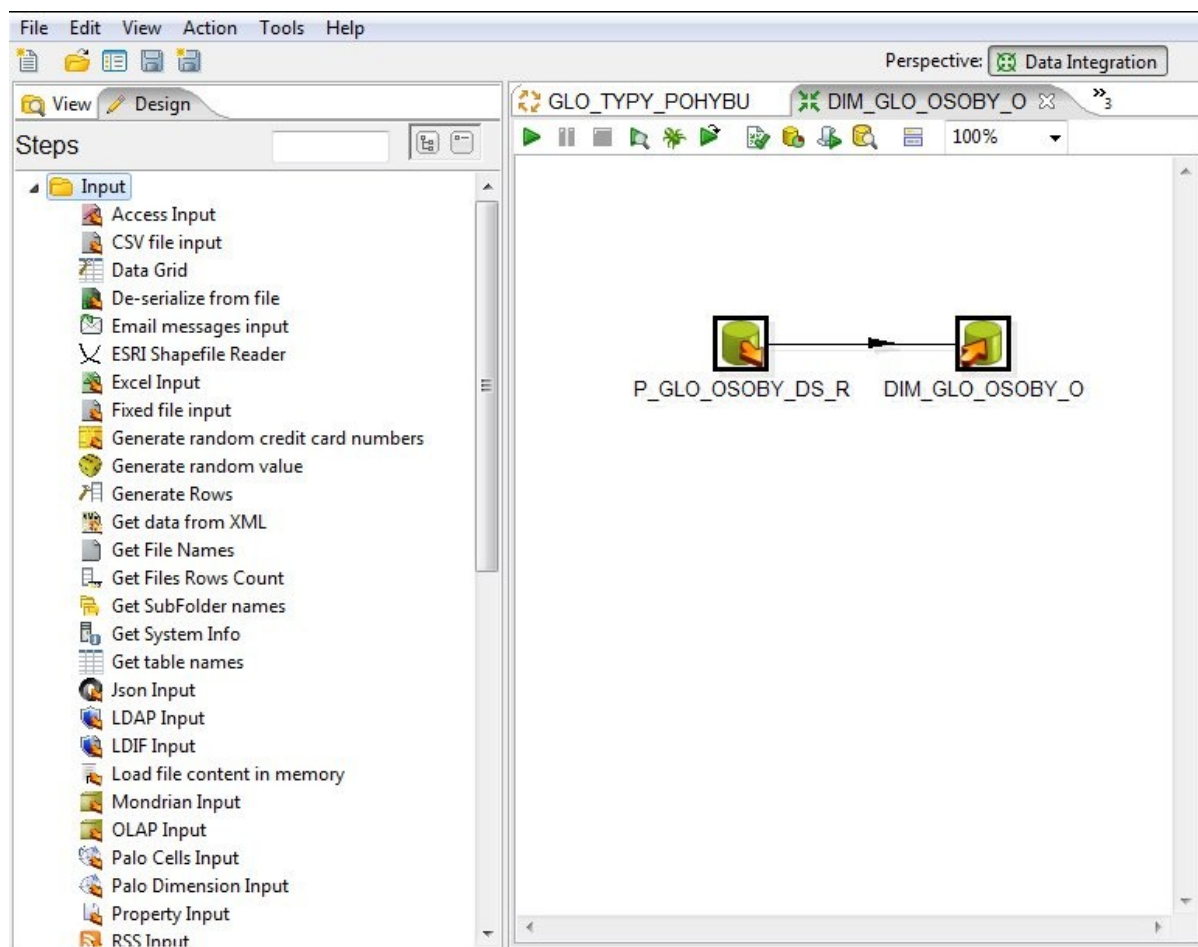 File Edit View Action Tools Help
Perspective: Data Integration
View Design
GLO_TYPY_POHYBU DIM_GLO_OSOBY_O »3
Steps
100%
Input
Access Input
CSV file input
Data Grid
De-serialize from file
Email messages input
ESRI Shapefile Reader
Excel Input
Fixed file input
Generate random credit card numbers
Generate random value
Generate Rows
Get data from XML
Get File Names
Get Files Rows Count
Get SubFolder names
Get System Info
Get table names
Json Input
LDAP Input
LDIF Input
Load file content in memory
Mondrian Input
OLAP Input
Palo Cells Input
Palo Dimension Input
Property Input
RSS Input
P_GLO_OSOBY_DS_R DIM_GLO_OSOBY_O